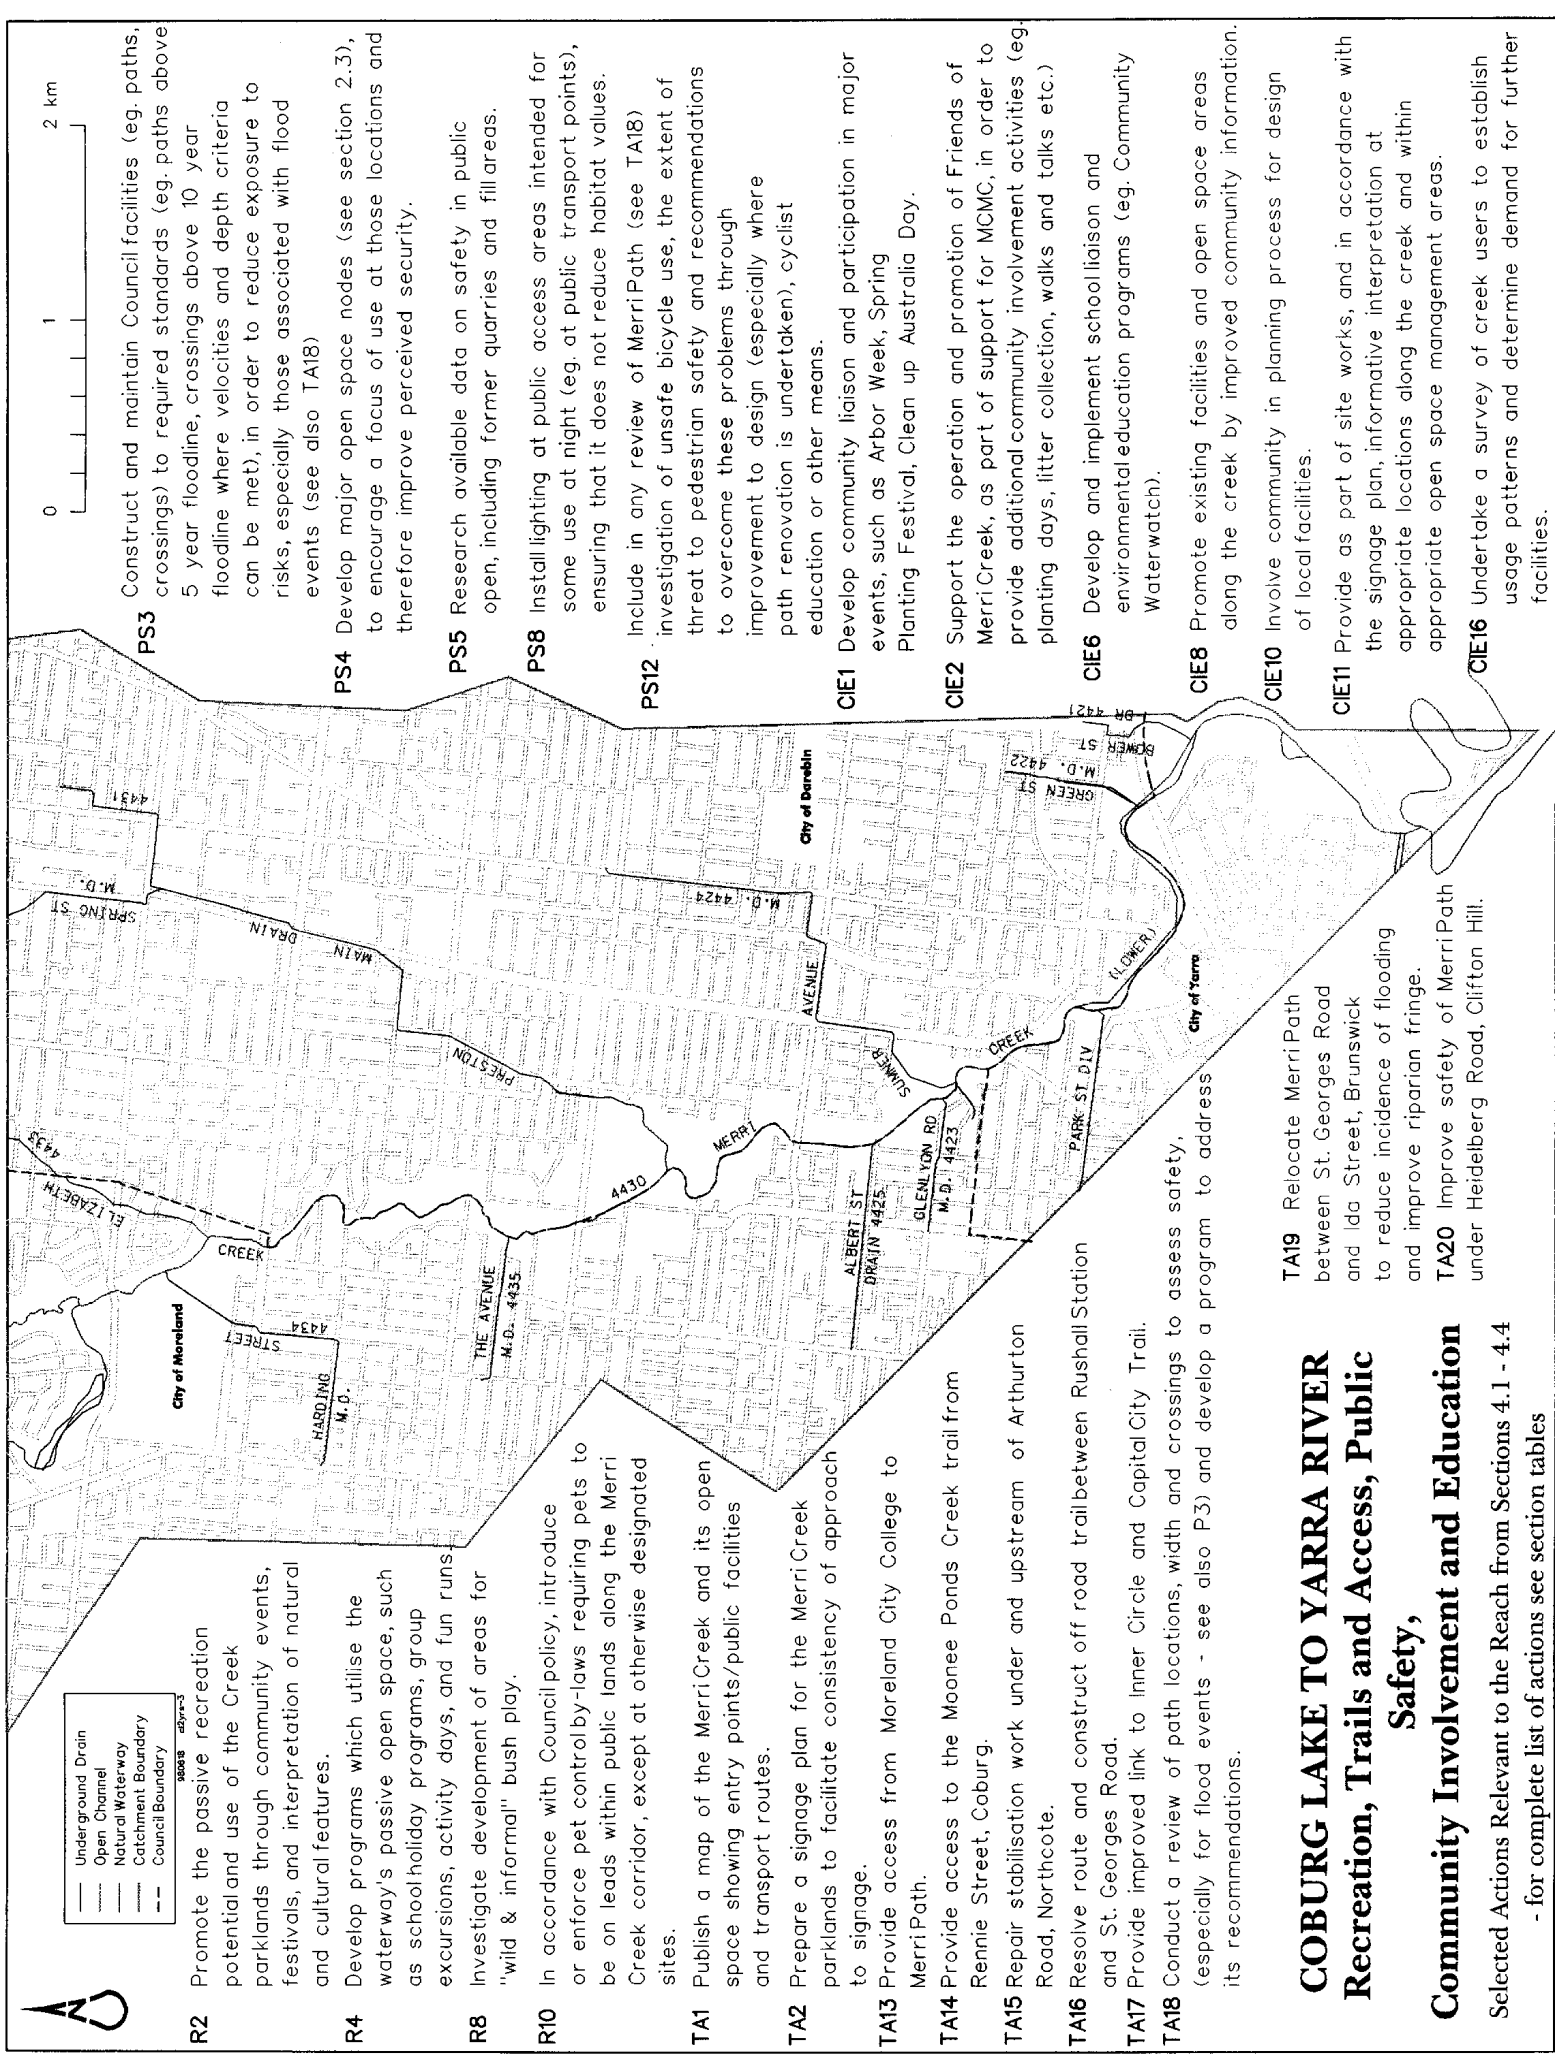 Underground Drain
Open Channel
Natural Waterway
Catchment Boundary
Council Boundary
N
R2 Promote the passive recreation
potential and use of the Creek
parklands through community events,
festivals, and interpretation of natural
and cultural features.
R4 Develop programs which utilise the
waterway's passive open space, such
as school holiday programs, group
excursions, activity days, and fun runs.
R8 Investigate development of areas for
"wild & informal" bush play.
R10 In accordance with Council policy, introduce
or enforce pet control by-laws requiring pets to
be on leads within public lands along the Merri
Creek corridor, except at otherwise designated
sites.
TA1 Publish a map of the Merri Creek and its open
space showing entry points/public facilities
and transport routes.
TA2 Prepare a signage plan for the Merri Creek
parklands to facilitate consistency of approach
to signage.
TA13 Provide access from Moreland City College to
Merri Path.
TA14 Provide access to the Moonee Ponds Creek trail from
Rennie Street, Coburg.
TA15 Repair stabilisation work under and upstream of Arthurton
Road, Northcote.
TA16 Resolve route and construct off road trail between Rushall Station
and St. Georges Road.
TA17 Provide improved link to Inner Circle and Capital City Trail.
TA18 Conduct a review of path locations, width and crossings to assess safety,
(especially for flood events - see also P3) and develop a program to address
its recommendations.
TA19 Relocate Merri Path
between St. Georges Road
and Ida Street, Brunswick
to reduce incidence of flooding
and improve riparian fringe.
TA20 Improve safety of Merri Path
under Heidelberg Road, Clifton Hill.
COBURG LAKE TO YARRA RIVER
Recreation, Trails and Access, Public
Safety,
Community Involvement and Education
Selected Actions Relevant to the Reach from Sections 4.1 - 4.4
- for complete list of actions see section tables
City of Moreland
HARDING
STREET
M.D.
4434
CREEK
ELIZABETH
4433
THE AVENUE
M.D. 4435
4430
MERRI
PRESTON
MAIN
DRAIN
SPRING ST
M.D.
4431
ALBERT ST
DRAIN 4425
GLENLYON RD
M.D. 4423
SUMNER
AVENUE
M.D. 4424
City of Darebin
CREEK
(LOWER)
PARK ST DIV
City of Yarra
GREEN ST
M.D. 4422
BOWER ST
DR 4421
0 1 2 km
PS3 Construct and maintain Council facilities (eg. paths,
crossings) to required standards (eg. paths above
5 year floodline, crossings above 10 year
floodline where velocities and depth criteria
can be met), in order to reduce exposure to
risks, especially those associated with flood
events (see also TA18)
PS4 Develop major open space nodes (see section 2.3),
to encourage a focus of use at those locations and
therefore improve perceived security.
PS5 Research available data on safety in public
open, including former quarries and fill areas.
PS8 Install lighting at public access areas intended for
some use at night (eg. at public transport points),
ensuring that it does not reduce habitat values.
PS12 Include in any review of Merri Path (see TA18)
investigation of unsafe bicycle use, the extent of
threat to pedestrian safety and recommendations
to overcome these problems through
improvement to design (especially where
path renovation is undertaken), cyclist
education or other means.
CIE1 Develop community liaison and participation in major
events, such as Arbor Week, Spring
Planting Festival, Clean up Australia Day.
CIE2 Support the operation and promotion of Friends of
Merri Creek, as part of support for MCMC, in order to
provide additional community involvement activities (eg.
planting days, litter collection, walks and talks etc.)
CIE6 Develop and implement school liaison and
environmental education programs (eg. Community
Waterwatch).
CIE8 Promote existing facilities and open space areas
along the creek by improved community information.
CIE10 Involve community in planning process for design
of local facilities.
CIE11 Provide as part of site works, and in accordance with
the signage plan, informative interpretation at
appropriate locations along the creek and within
appropriate open space management areas.
CIE16 Undertake a survey of creek users to establish
usage patterns and determine demand for further
facilities.